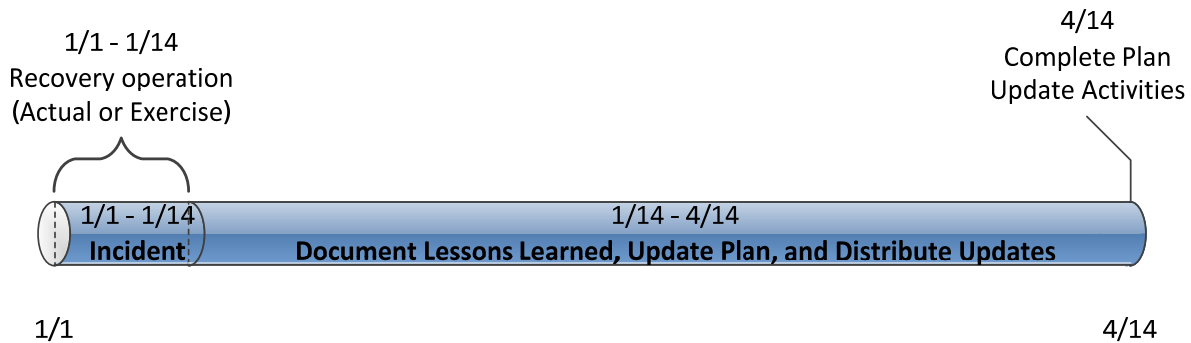 1/1 - 1/14
Recovery operation
(Actual or Exercise)
4/14
Complete Plan
Update Activities
1/1 - 1/14
Incident
1/14 - 4/14
Document Lessons Learned, Update Plan, and Distribute Updates
1/1
4/14